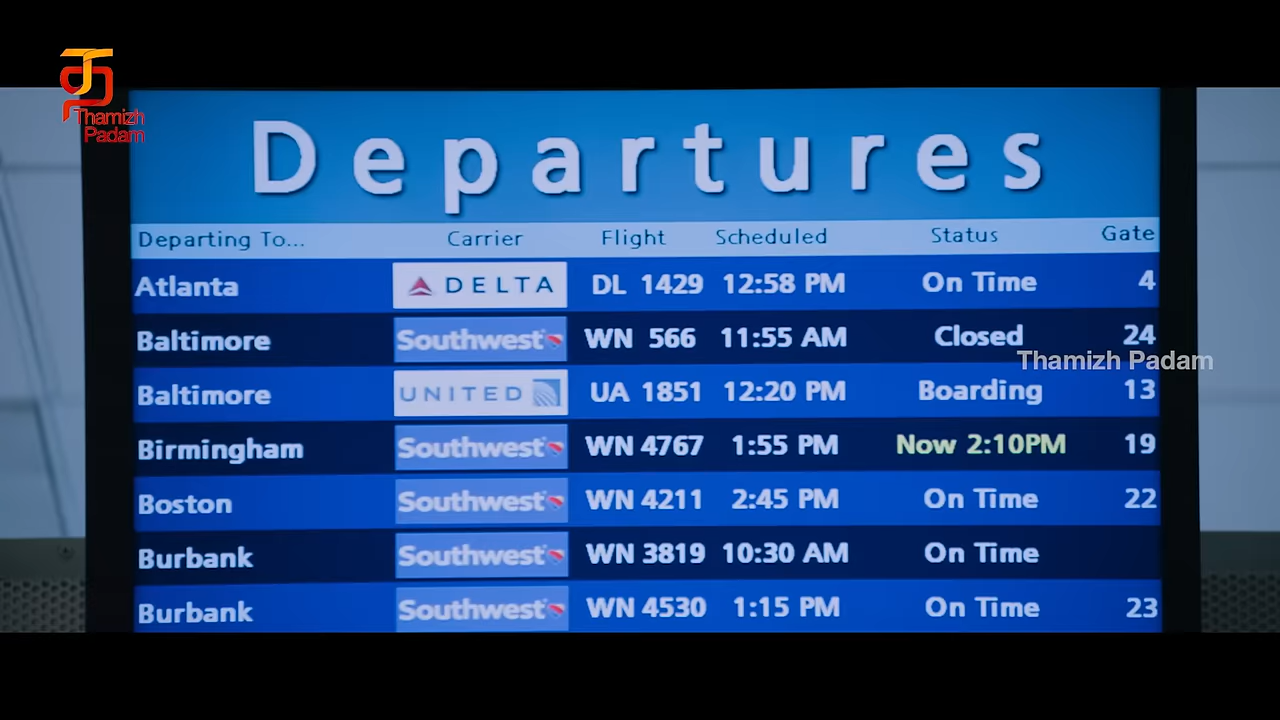 Thamizh
Padam
Departures
Departing To... Carrier Flight Scheduled Status Gate
Atlanta DELTA DL 1429 12:58 PM On Time 4
Baltimore Southwest WN 566 11:55 AM Closed 24
Thamizh Padam
Baltimore UNITED UA 1851 12:20 PM Boarding 13
Birmingham Southwest WN 4767 1:55 PM Now 2:10PM 19
Boston Southwest WN 4211 2:45 PM On Time 22
Burbank Southwest WN 3819 10:30 AM On Time
Burbank Southwest WN 4530 1:15 PM On Time 23